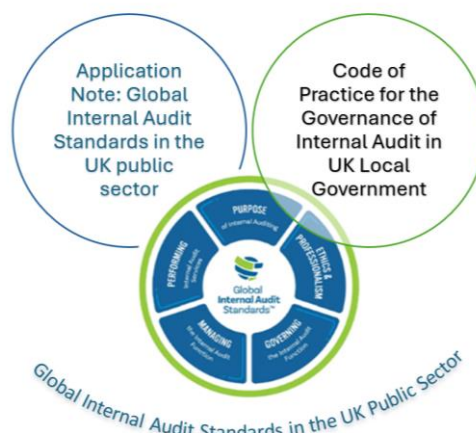 Application
Note: Global
Internal Audit
Standards in the
UK public
sector
Code of
Practice for the
Governance of
Internal Audit in
UK Local
Government
PURPOSE
of Internal Auditing
ETHICS &
PROFESSIONALISM
GOVERNING
the Internal Audit
Function
MANAGING
the Internal Audit
Function
PERFORMING
Internal Audit
Services
Global
Internal Audit
Standards™
Global Internal Audit Standards in the UK Public Sector